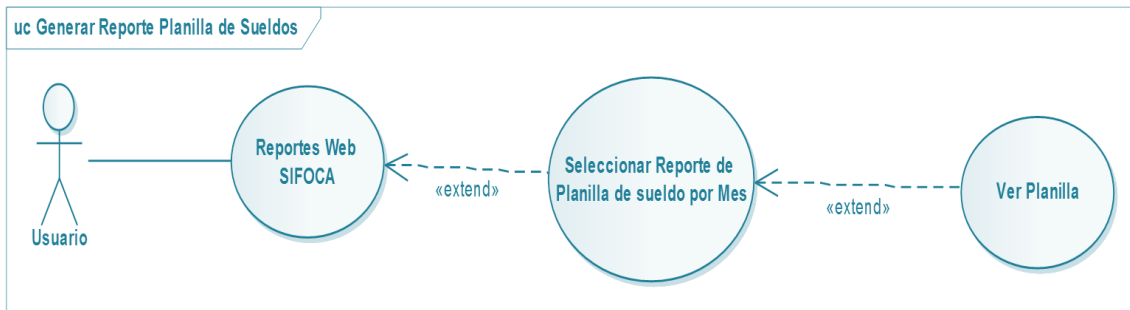 uc Generar Reporte Planilla de Sueldos
Usuario
Reportes Web
SIFOCA
«extend»
Seleccionar Reporte de
Planilla de sueldo por Mes
«extend»
Ver Planilla